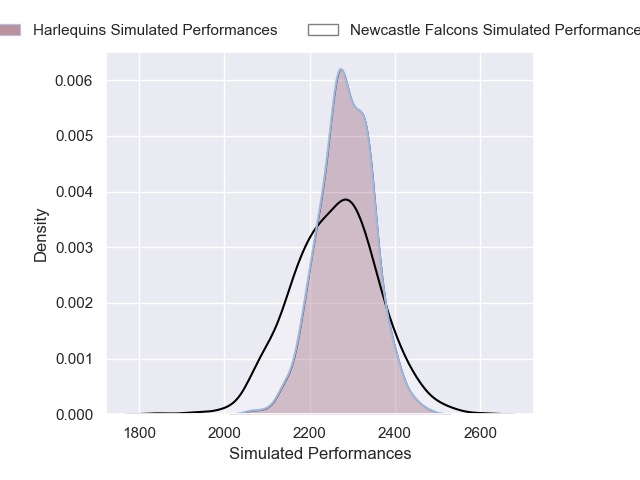 Harlequins Simulated Performances
Newcastle Falcons Simulated Performance
0.006
0.005
0.004
0.003
0.002
0.001
0.000
Density
1800 2000 2200 2400 2600
Simulated Performances